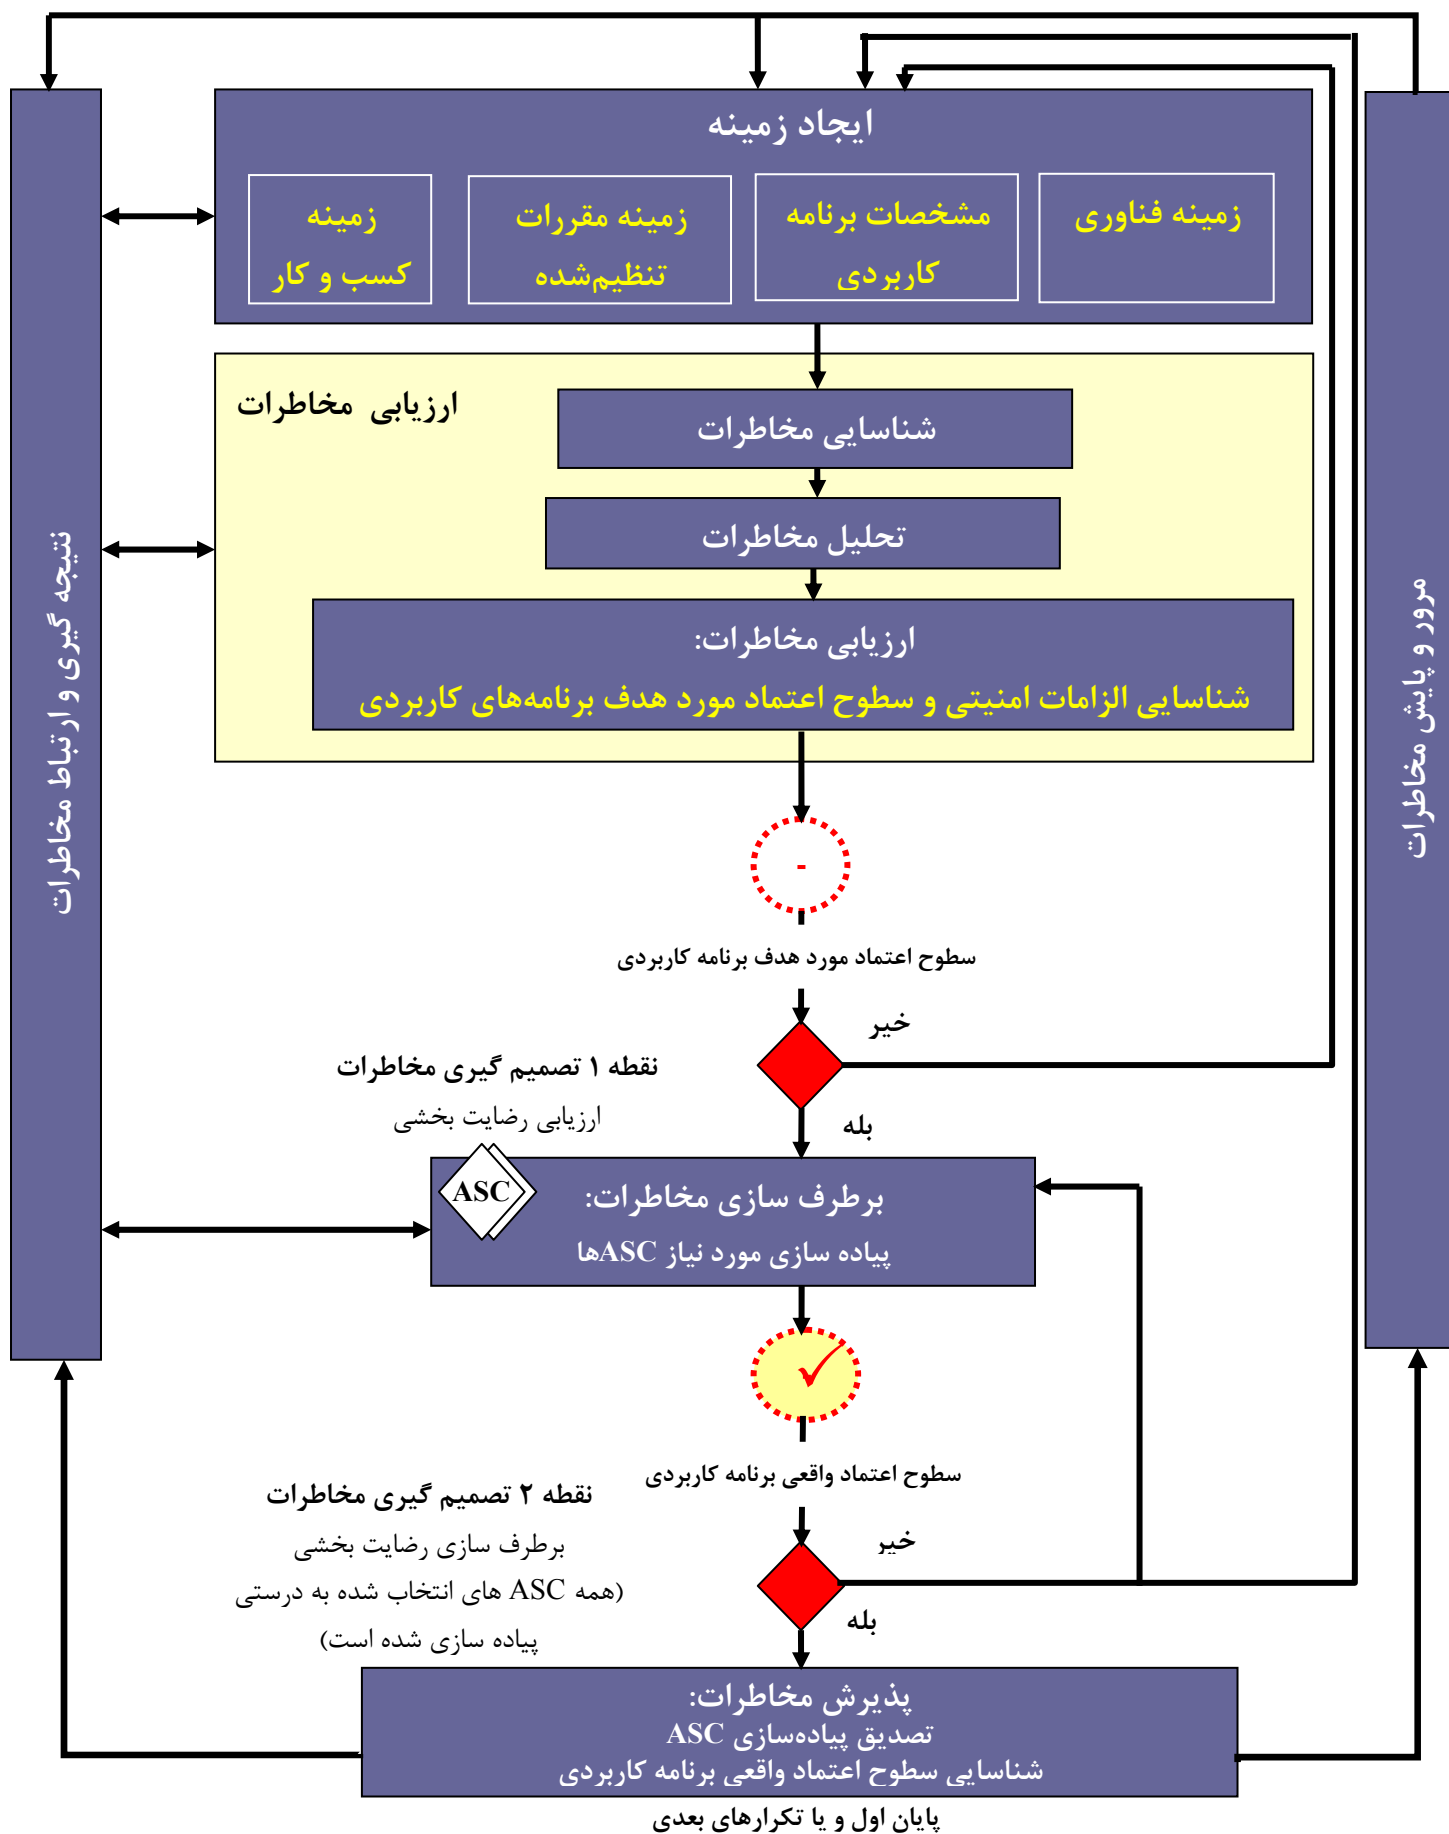 ایجاد زمینه
زمینه فناوری
مشخصات برنامه
کاربردی
زمینه مقررات
تنظیم‌شده
زمینه
کسب و کار
ارزیابی مخاطرات
شناسایی مخاطرات
تحلیل مخاطرات
ارزیابی مخاطرات:
شناسایی الزامات امنیتی و سطوح اعتماد مورد هدف برنامه‌های کاربردی
مرور و پایش مخاطرات
نتیجه گیری و ارتباط مخاطرات
-
سطوح اعتماد مورد هدف برنامه کاربردی
خیر
نقطه ۱ تصمیم گیری مخاطرات
ارزیابی رضایت بخشی
بله
ASC
برطرف سازی مخاطرات:
پیاده سازی مورد نیاز ASCها
سطوح اعتماد واقعی برنامه کاربردی
خیر
نقطه ۲ تصمیم گیری مخاطرات
برطرف سازی رضایت بخشی
(همه ASC های انتخاب شده به درستی
پیاده سازی شده است)
بله
پذیرش مخاطرات:
تصدیق پیاده‌سازی ASC
شناسایی سطوح اعتماد واقعی برنامه کاربردی
پایان اول و یا تکرارهای بعدی